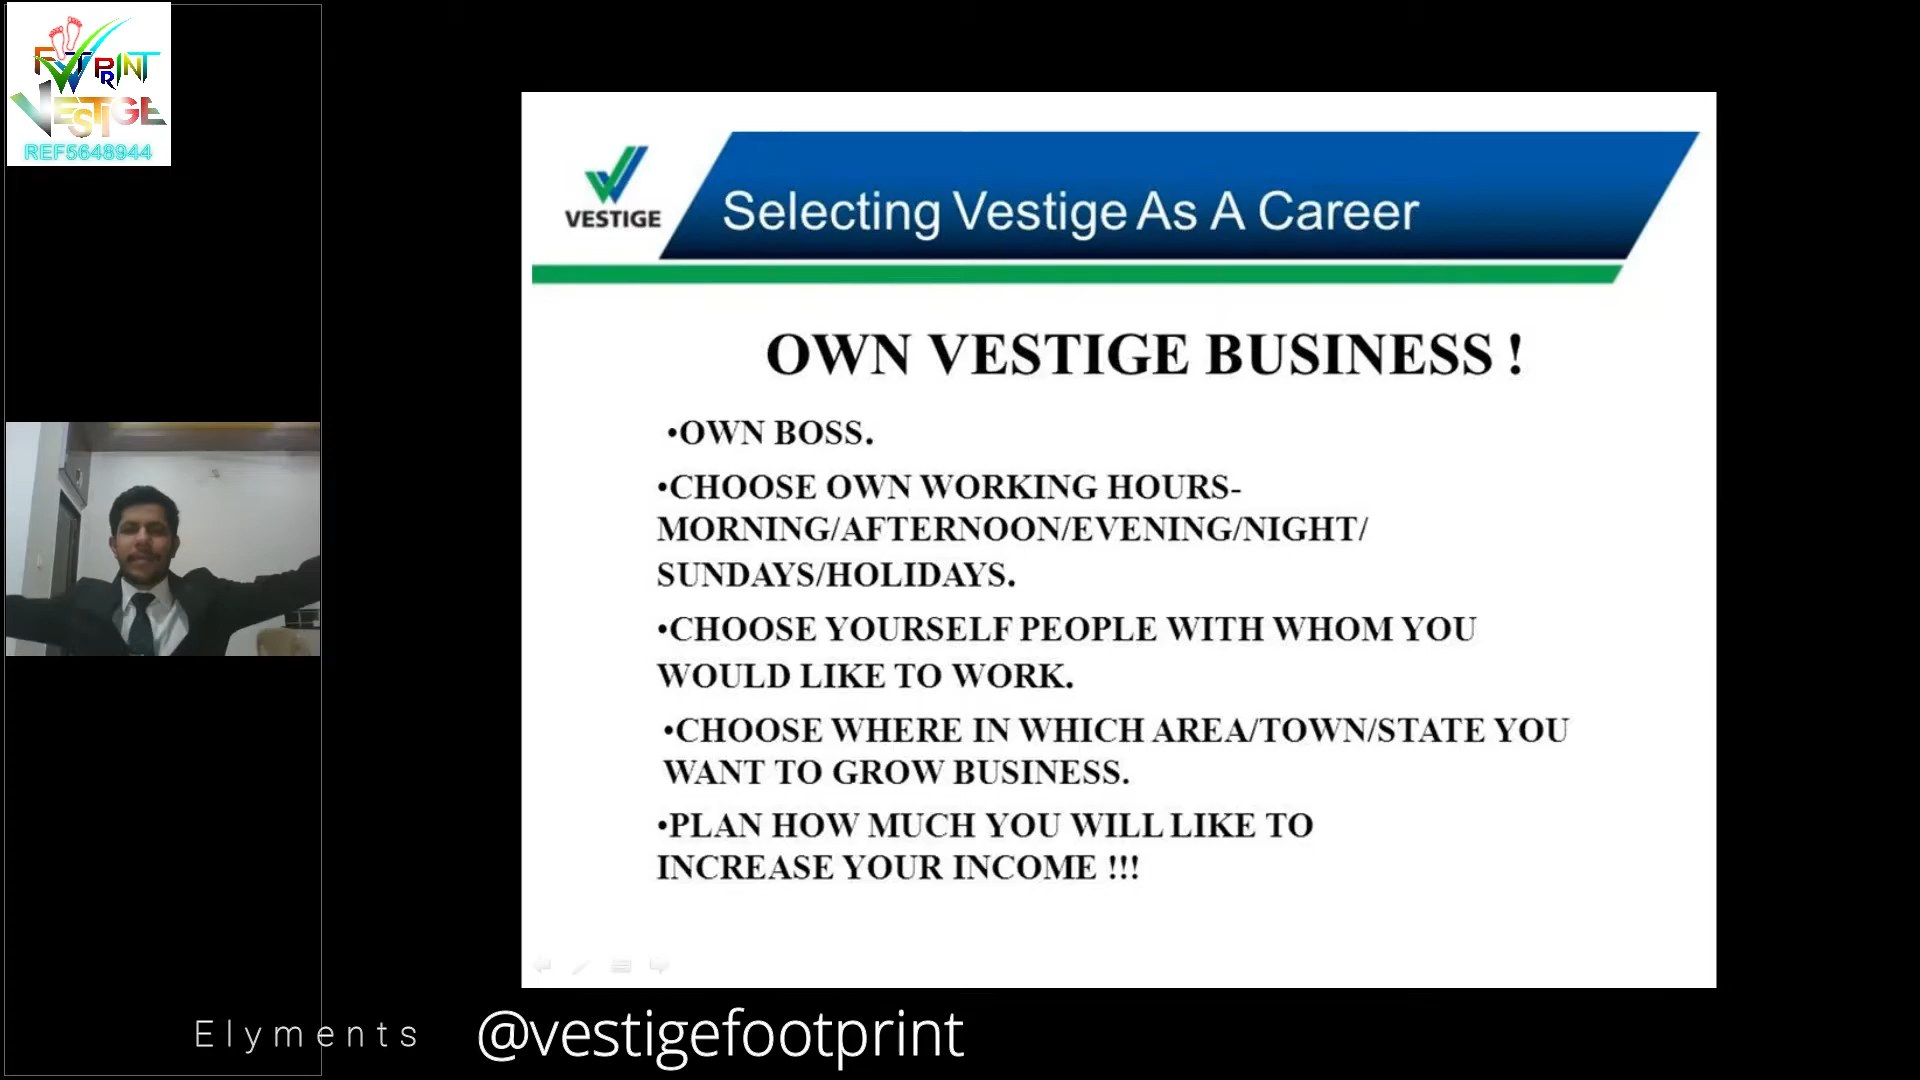 FOOTPRINT
VESTIGE
REF5648944
VESTIGE
Selecting Vestige As A Career
OWN VESTIGE BUSINESS !
•OWN BOSS.
•CHOOSE OWN WORKING HOURS-
MORNING/AFTERNOON/EVENING/NIGHT/
SUNDAYS/HOLIDAYS.
•CHOOSE YOURSELF PEOPLE WITH WHOM YOU
WOULD LIKE TO WORK.
•CHOOSE WHERE IN WHICH AREA/TOWN/STATE YOU
WANT TO GROW BUSINESS.
•PLAN HOW MUCH YOU WILL LIKE TO
INCREASE YOUR INCOME !!!
Elyments @vestigefootprint